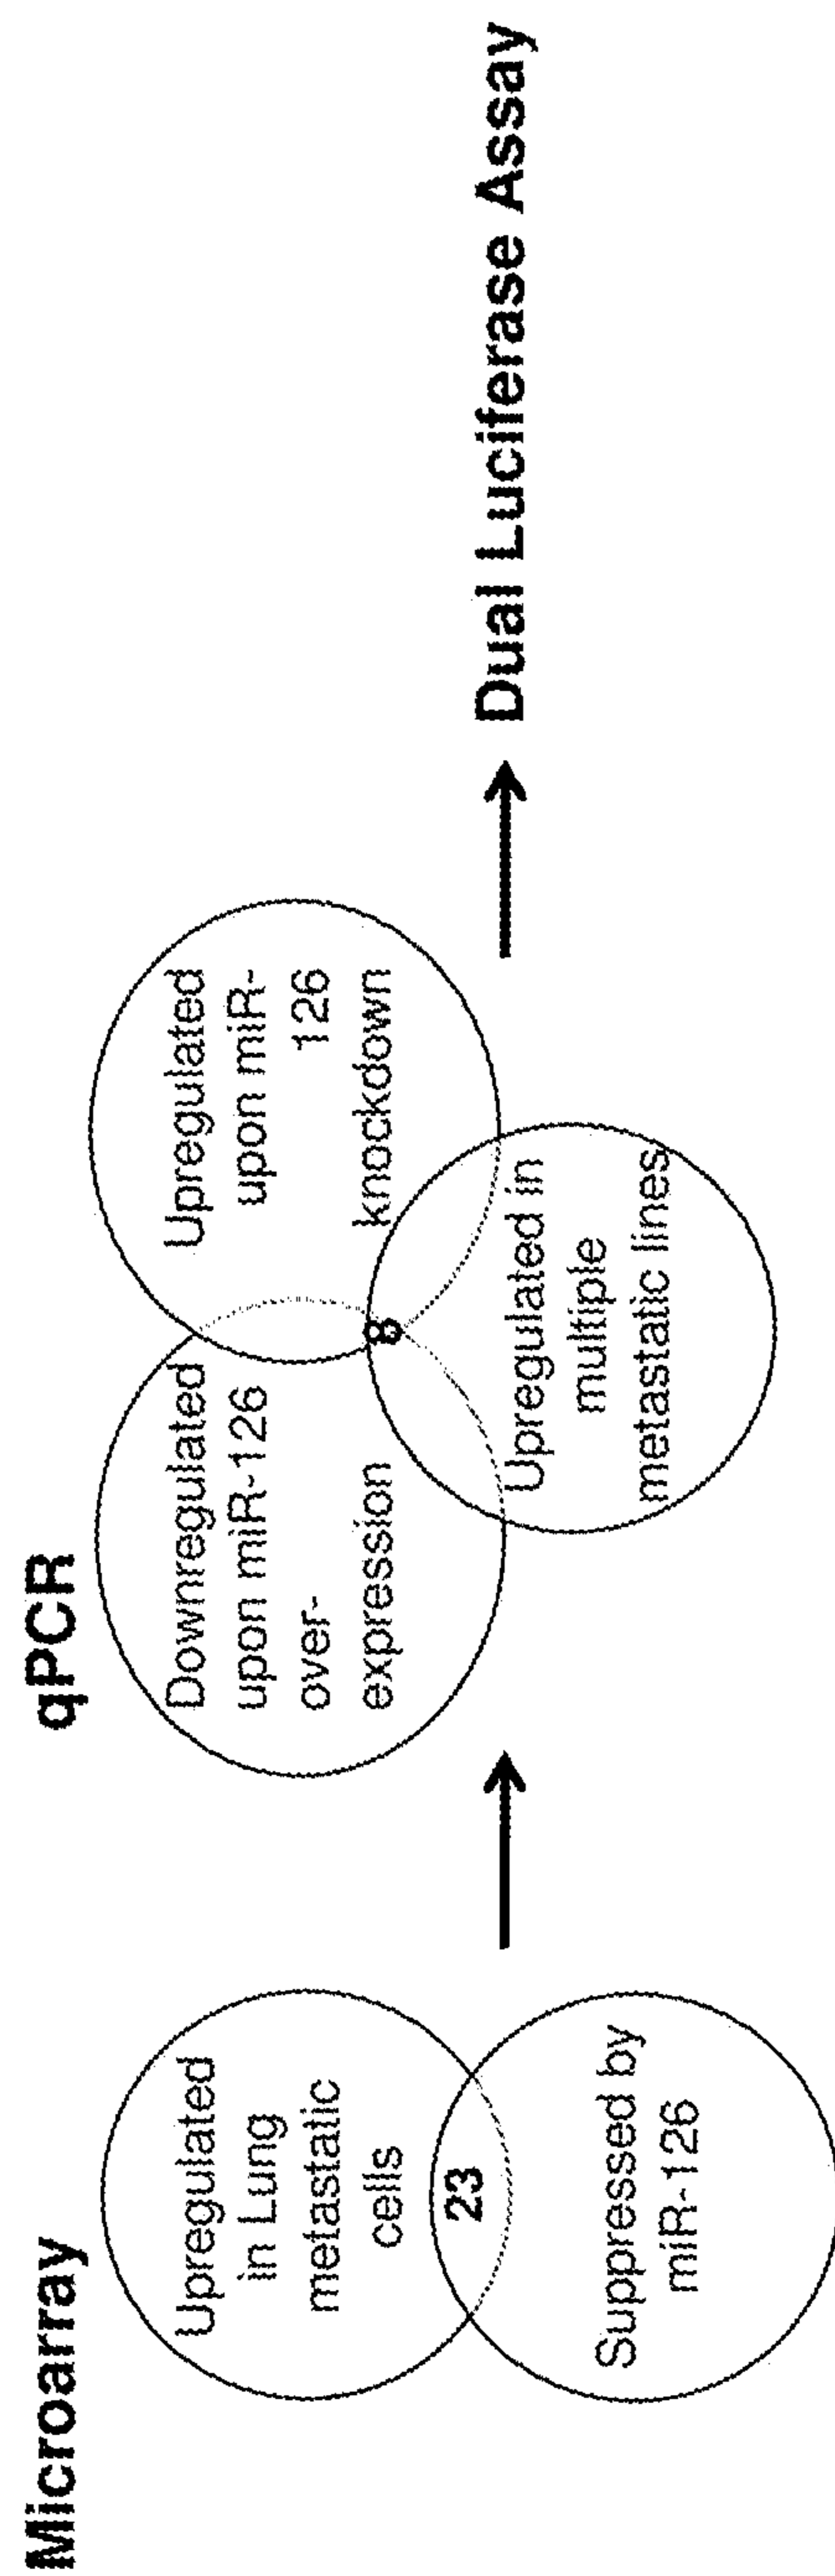 Microarray
Upregulated
in Lung
metastatic
cells
23
Suppressed by
miR-126
qPCR
Downregulated
upon miR-126
over-
expression
Upregulated
upon miR-
126
knockdown
8
Upregulated in
multiple
metastatic lines
Dual Luciferase Assay